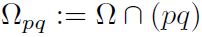 Ω_{pq} := Ω ∩ (pq)